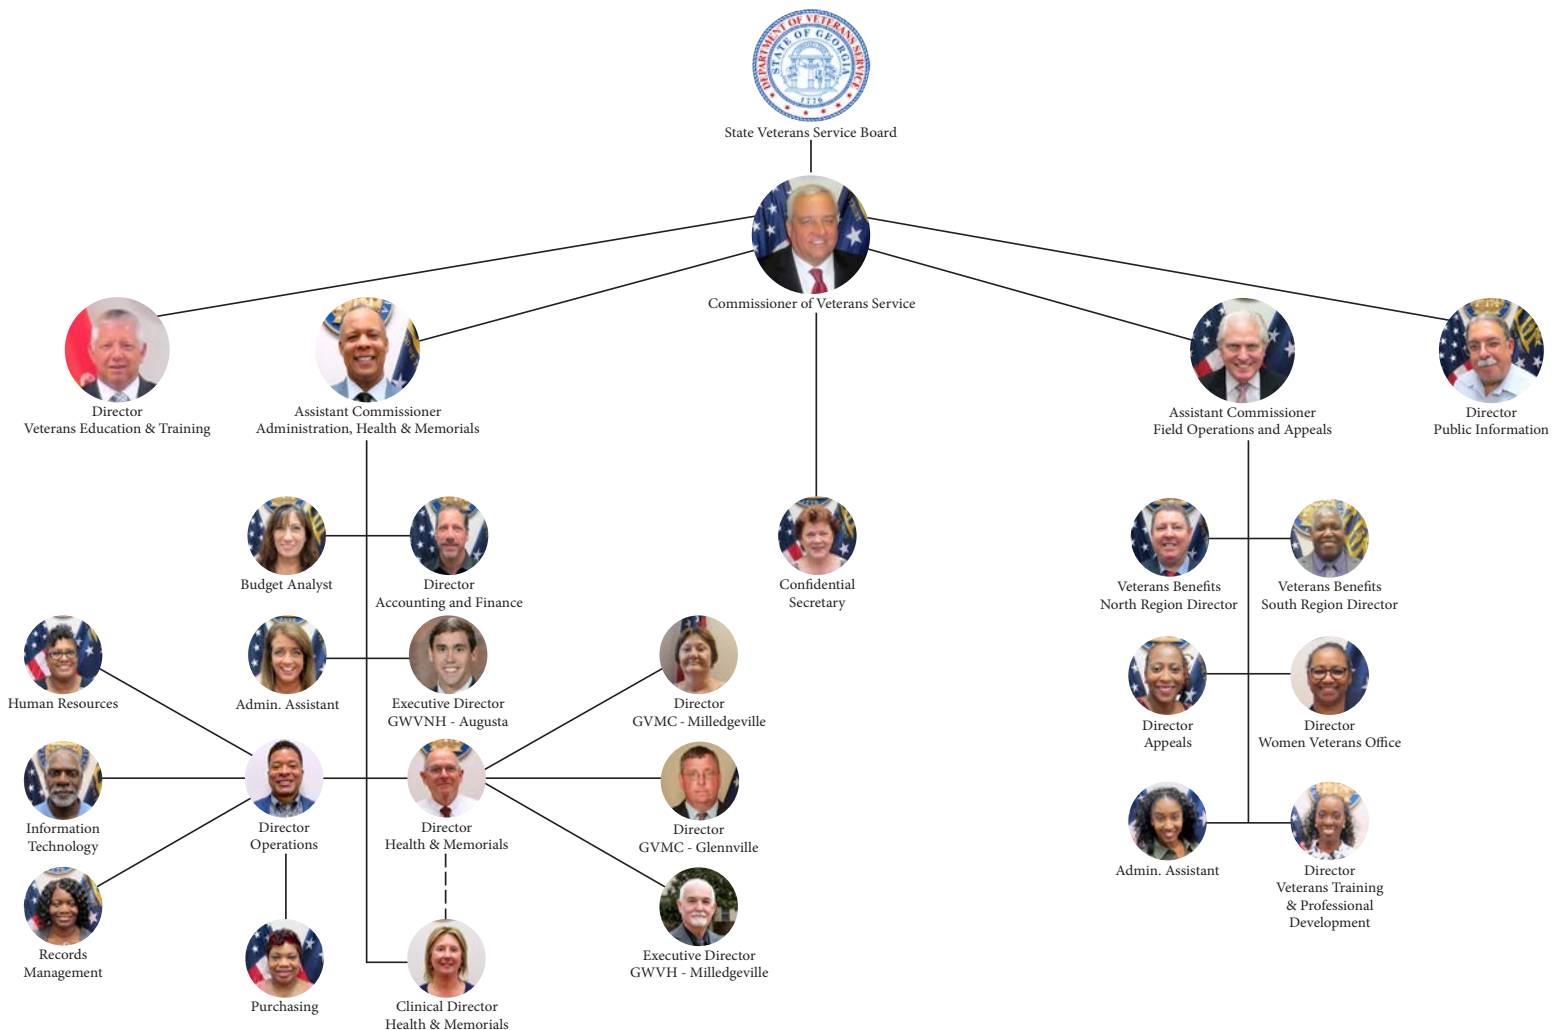 DEPARTMENT OF VETERANS SERVICE
STATE OF GEORGIA
1776
State Veterans Service Board
Commissioner of Veterans Service
Director
Veterans Education & Training
Assistant Commissioner
Administration, Health & Memorials
Assistant Commissioner
Field Operations and Appeals
Director
Public Information
Budget Analyst
Director
Accounting and Finance
Confidential
Secretary
Veterans Benefits
North Region Director
Veterans Benefits
South Region Director
Human Resources
Admin. Assistant
Executive Director
GWVNH - Augusta
Director
GVMC - Milledgeville
Director
Appeals
Director
Women Veterans Office
Information
Technology
Director
Operations
Director
Health & Memorials
Director
GVMC - Glennville
Admin. Assistant
Director
Veterans Training
& Professional
Development
Records
Management
Purchasing
Clinical Director
Health & Memorials
Executive Director
GWVH - Milledgeville